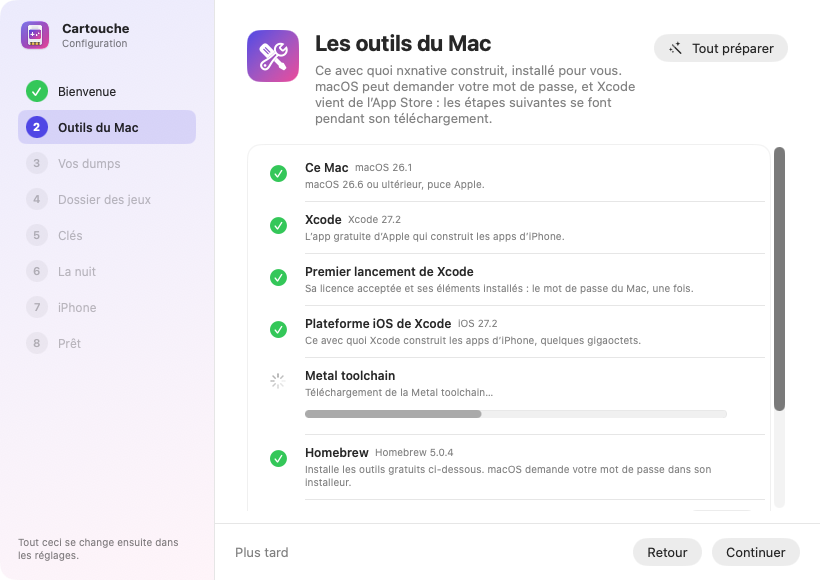 Cartouche
Configuration
Bienvenue
2 Outils du Mac
3 Vos dumps
4 Dossier des jeux
5 Clés
6 La nuit
7 iPhone
8 Prêt
Tout ceci se change ensuite dans
les réglages.
Les outils du Mac
Ce avec quoi nxnative construit, installé pour vous.
macOS peut demander votre mot de passe, et Xcode
vient de l’App Store : les étapes suivantes se font
pendant son téléchargement.
Tout préparer
Ce Mac macOS 26.1
macOS 26.6 ou ultérieur, puce Apple.
Xcode Xcode 27.2
L’app gratuite d’Apple qui construit les apps d’iPhone.
Premier lancement de Xcode
Sa licence acceptée et ses éléments installés : le mot de passe du Mac, une fois.
Plateforme iOS de Xcode iOS 27.2
Ce avec quoi Xcode construit les apps d’iPhone, quelques gigaoctets.
Metal toolchain
Téléchargement de la Metal toolchain…
Homebrew Homebrew 5.0.4
Installe les outils gratuits ci-dessous. macOS demande votre mot de passe dans son
installeur.
Plus tard
Retour
Continuer